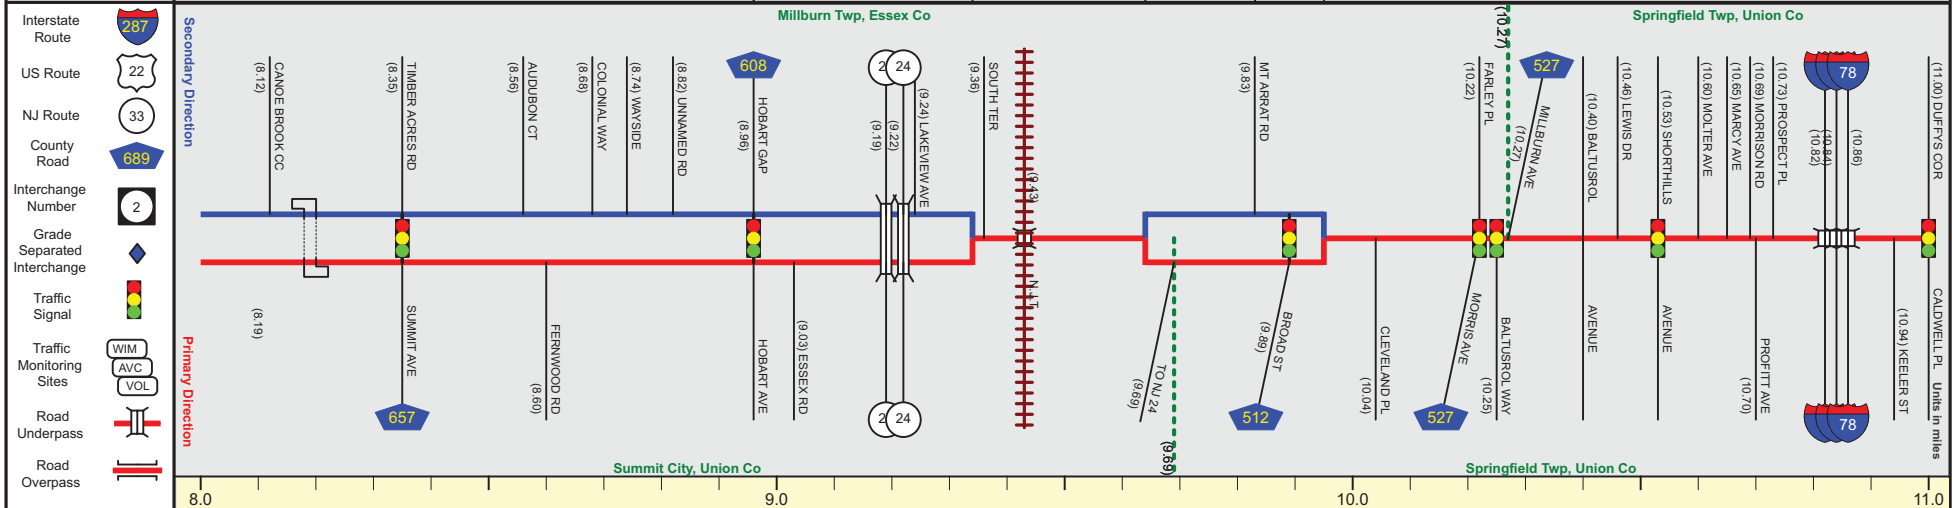 Interstate
Route
287
US Route
22
NJ Route
33
County
Road
689
Interchange
Number
2
Grade
Separated
Interchange
Traffic
Signal
Traffic
Monitoring
Sites
WIM
AVC
VOL
Road
Underpass
Road
Overpass
Secondary Direction
Primary Direction
Millburn Twp, Essex Co
Springfield Twp, Union Co
(10.27)
CANOE BROOK CC
(8.12)
TIMBER ACRES RD
(8.35)
AUDUBON CT
(8.56)
COLONIAL WAY
(8.68)
(8.74) WAYSIDE
(8.82) UNNAMED RD
608
HOBART GAP
(8.96)
2
24
(9.19)
(9.22)
(9.24) LAKEVIEW AVE
SOUTH TER
(9.36)
(9.43)
MT ARRAT RD
(9.83)
FARLEY PL
(10.22)
527
MILLBURN AVE
(10.27)
(10.40) BALTUSROL
(10.46) LEWIS DR
(10.53) SHORTHILLS
(10.60) MOLTER AVE
(10.65) MARCY AVE
(10.69) MORRISON RD
(10.73) PROSPECT PL
78
(10.82)
(10.84)
(10.86)
(11.00) DUFFYS COR
(8.19)
SUMMIT AVE
657
FERNWOOD RD
(8.60)
HOBART AVE
(9.03) ESSEX RD
2
24
TO NJ 24
(9.69)
(9.69)
BROAD ST
(9.89)
512
CLEVELAND PL
(10.04)
MORRIS AVE
527
BALTUSROL WAY
(10.25)
AVENUE
AVENUE
PROFITT AVE
(10.70)
78
(10.94) KEELER ST
CALDWELL PL
Units in miles
Summit City, Union Co
Springfield Twp, Union Co
8.0
9.0
10.0
11.0